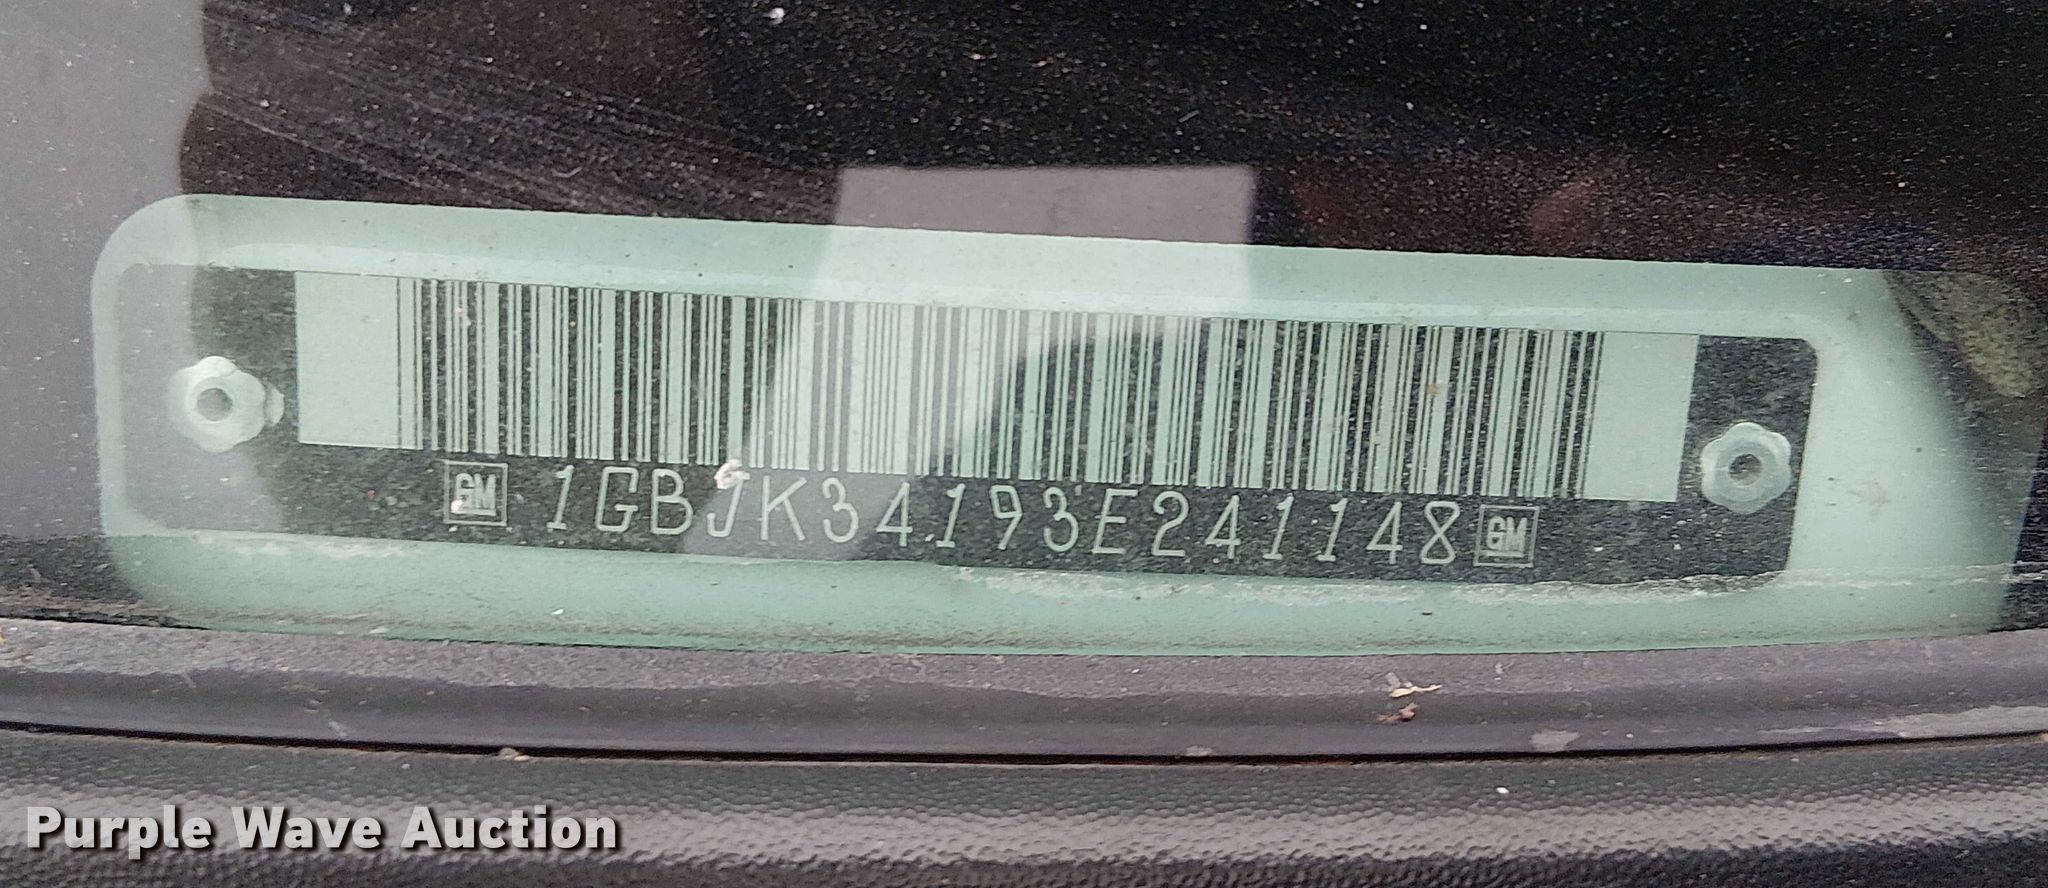 GM 1GBJK34193E241148 GM
Purple Wave Auction